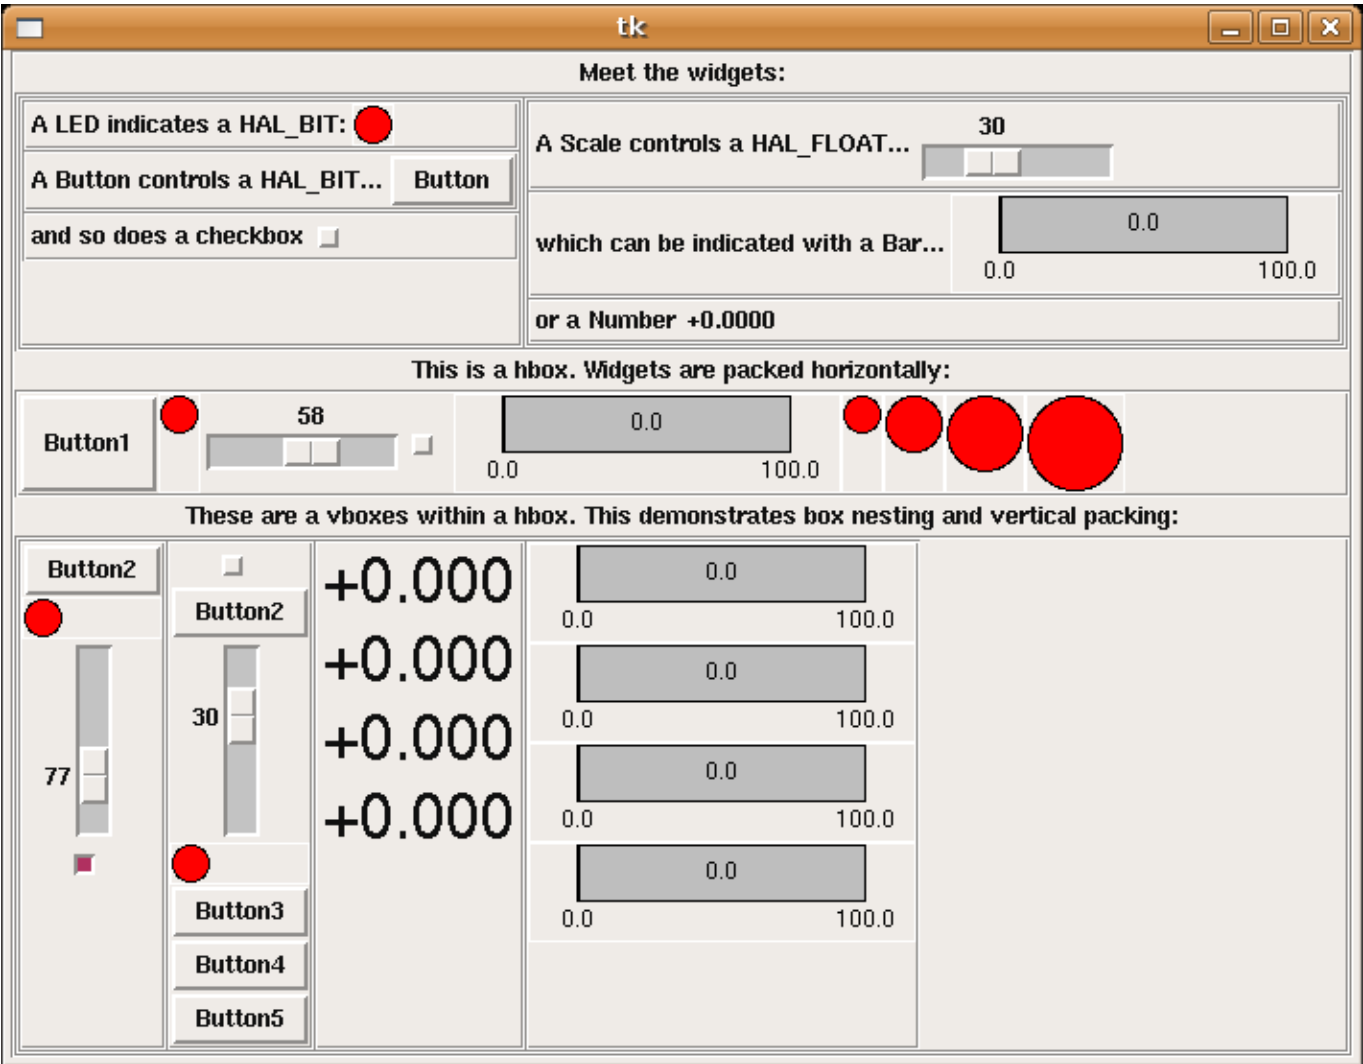 tk
Meet the widgets:
A LED indicates a HAL_BIT:
A Button controls a HAL_BIT... Button
and so does a checkbox
30
A Scale controls a HAL_FLOAT...
0.0
which can be indicated with a Bar...
0.0 100.0
or a Number +0.0000
This is a hbox. Widgets are packed horizontally:
Button1
58
0.0
0.0 100.0
These are a vboxes within a hbox. This demonstrates box nesting and vertical packing:
Button2
77
Button2
30
Button3
Button4
Button5
+0.000
+0.000
+0.000
+0.000
0.0
0.0 100.0
0.0
0.0 100.0
0.0
0.0 100.0
0.0
0.0 100.0